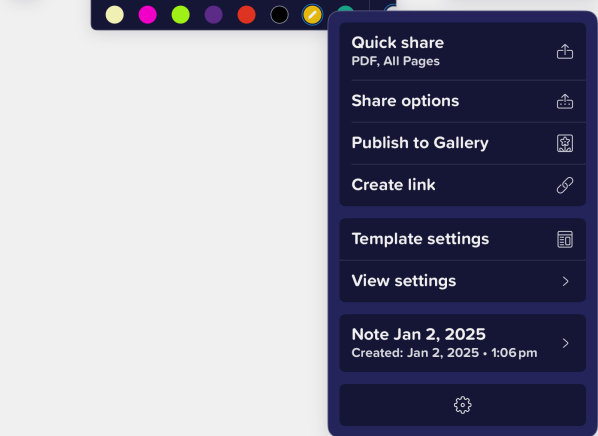 Quick share
PDF, All Pages
Share options
Publish to Gallery
Create link
Template settings
View settings
Note Jan 2, 2025
Created: Jan 2, 2025 • 1:06 pm